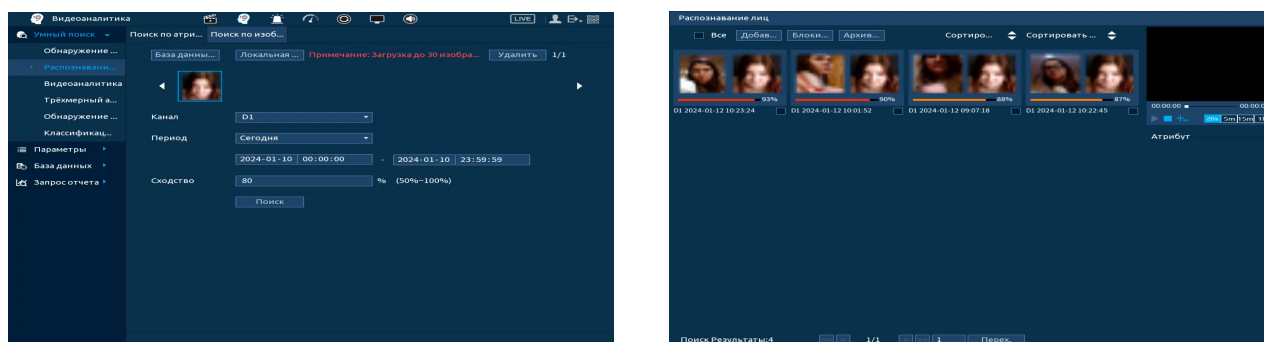 Видеоаналитика
LIVE
Умный поиск
Поиск по атри... Поиск по изоб...
Обнаружение ...
База данны... Локальная ... Примечание: Загрузка до 30 изобра... Удалить 1/1
Распознавани...
Видеоаналитика
Трёхмерный а...
Обнаружение ...
Классификац...
Параметры
База данных
Запрос отчета
Канал D1
Период Сегодня
2024-01-10 00:00:00 - 2024-01-10 23:59:59
Сходство 80 % (50%~100%)
Поиск
Распознавание лиц
Все Добав... Блоки... Архив... Сортиро... Сортировать ...
93% 90% 88% 87%
D1 2024-01-12 10:23:24 D1 2024-01-12 10:01:52 D1 2024-01-12 09:07:18 D1 2024-01-12 10:22:45
00:00:00 00:00:0
20s 5m 15m
Атрибут
Поиск Результаты:4 1/1 1 Перех.